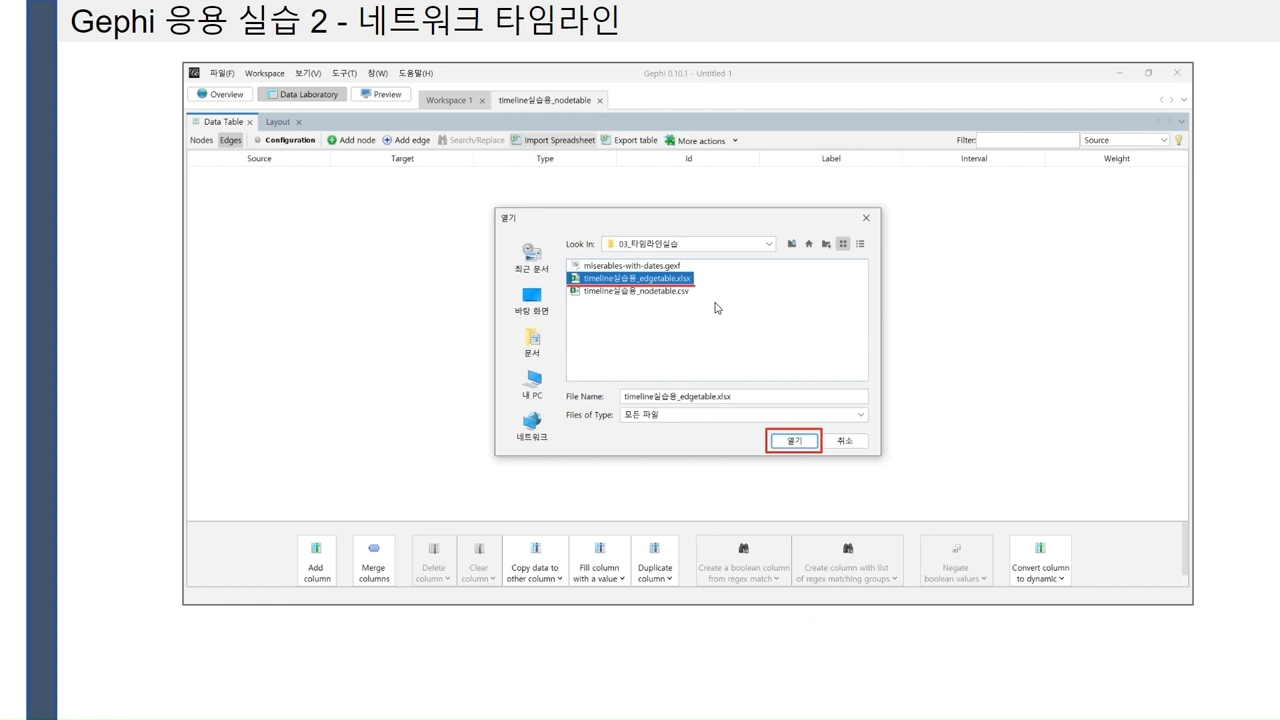 Gephi 응용 실습 2 - 네트워크 타임라인
파일(F) Workspace 보기(V) 도구(T) 창(W) 도움말(H) Gephi 0.10.1 - Untitled 1
Overview Data Laboratory Preview Workspace 1 timeline실습용_nodetable
Data Table Layout
Nodes Edges Configuration Add node Add edge Search/Replace Import Spreadsheet Export table More actions Filter: Source
Source Target Type Id Label Interval Weight
열기
Look In: 03_타임라인실습
최근 문서
바탕 화면
문서
내 PC
네트워크
miserables-with-dates.gexf
timeline실습용_edgetable.xlsx
timeline실습용_nodetable.csv
File Name: timeline실습용_edgetable.xlsx
Files of Type: 모든 파일
열기 취소
Add column
Merge columns
Delete column
Clear column
Copy data to other column
Fill column with a value
Duplicate column
Create a boolean column from regex match
Create column with list of regex matching groups
Negate boolean values
Convert column to dynamic